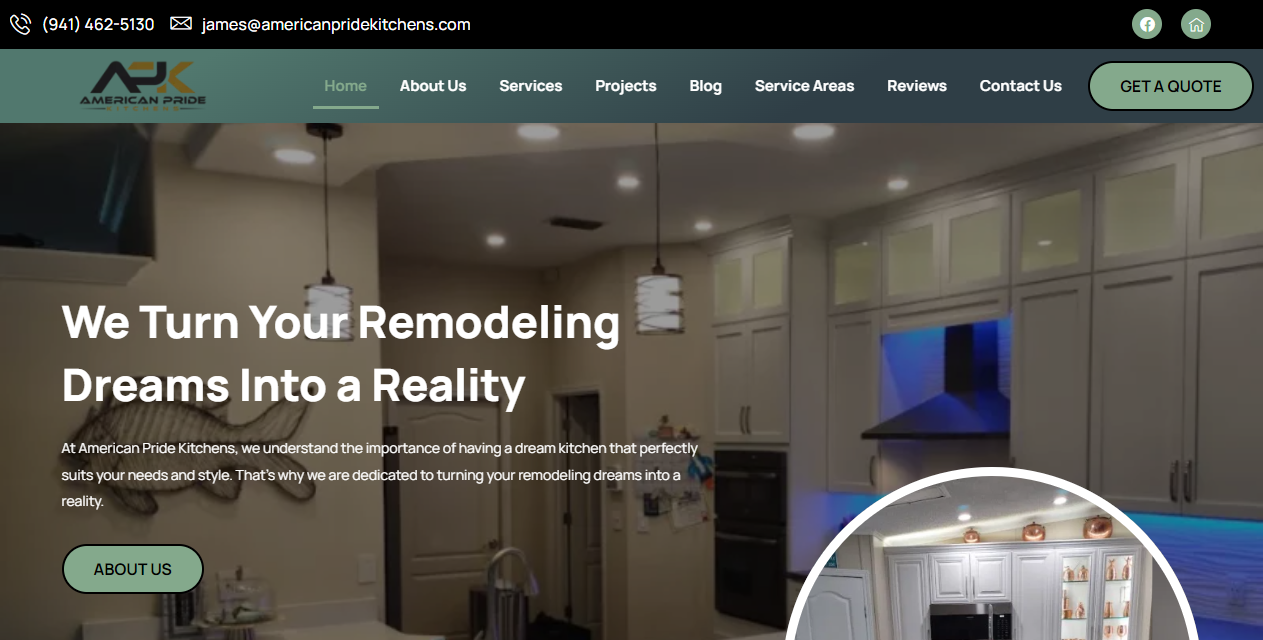 (941) 462-5130 james@americanpridekitchens.com
APK
AMERICAN PRIDE
KITCHENS
Home About Us Services Projects Blog Service Areas Reviews Contact Us GET A QUOTE
We Turn Your Remodeling
Dreams Into a Reality
At American Pride Kitchens, we understand the importance of having a dream kitchen that perfectly
suits your needs and style. That's why we are dedicated to turning your remodeling dreams into a
reality.
ABOUT US